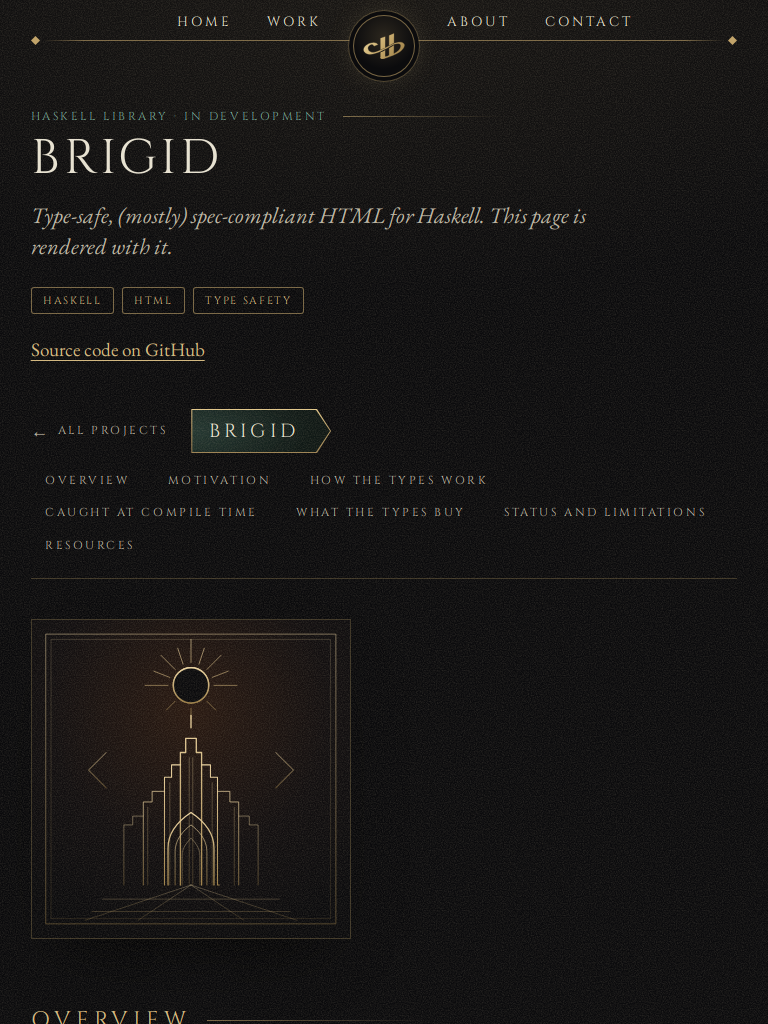 HOME WORK ABOUT CONTACT
HASKELL LIBRARY · IN DEVELOPMENT
BRIGID
Type-safe, (mostly) spec-compliant HTML for Haskell. This page is
rendered with it.
HASKELL HTML TYPE SAFETY
Source code on GitHub
← ALL PROJECTS BRIGID
OVERVIEW MOTIVATION HOW THE TYPES WORK
CAUGHT AT COMPILE TIME WHAT THE TYPES BUY STATUS AND LIMITATIONS
RESOURCES
OVERVIEW